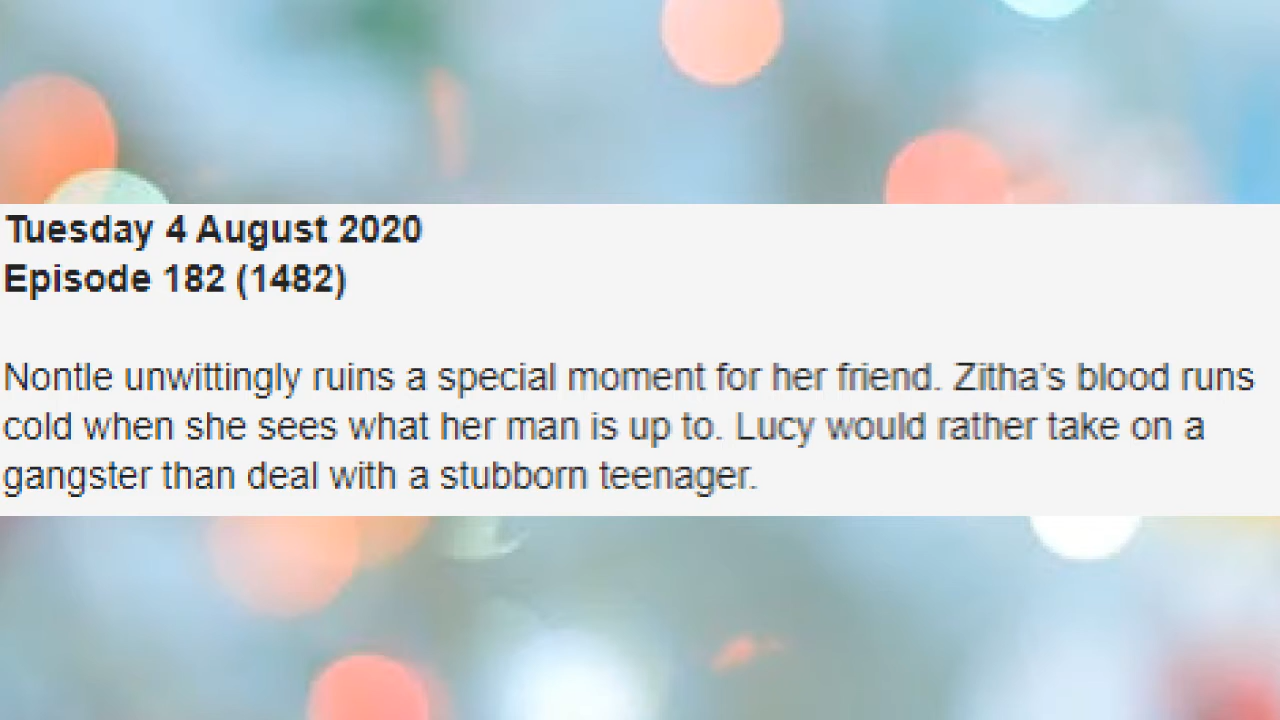 Tuesday 4 August 2020
Episode 182 (1482)
Nontle unwittingly ruins a special moment for her friend. Zitha’s blood runs
cold when she sees what her man is up to. Lucy would rather take on a
gangster than deal with a stubborn teenager.